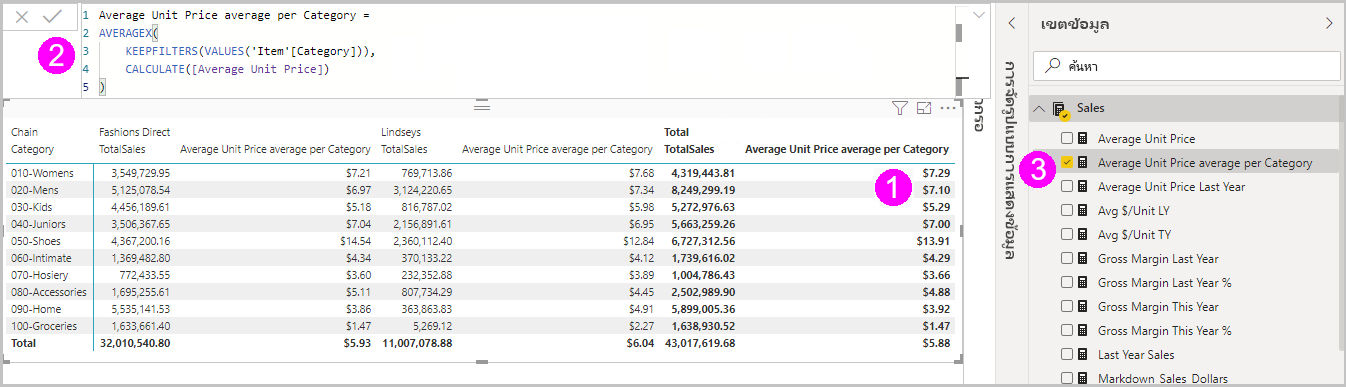 1 Average Unit Price average per Category =
2 AVERAGEX(
3 KEEPFILTERS(VALUES('Item'[Category])),
4 CALCULATE([Average Unit Price])
5 )
2
Chain Fashions Direct Lindseys Total
Category TotalSales Average Unit Price average per Category TotalSales Average Unit Price average per Category TotalSales Average Unit Price average per Category
010-Womens 3,549,729.95 $7.21 769,713.86 $7.68 4,319,443.81 $7.29
020-Mens 5,125,078.54 $6.97 3,124,220.65 $7.34 8,249,299.19 $7.10
030-Kids 4,456,189.61 $5.18 816,787.02 $5.98 5,272,976.63 $5.29
040-Juniors 3,506,367.65 $7.04 2,156,891.61 $6.95 5,663,259.26 $7.00
050-Shoes 4,367,200.16 $14.54 2,360,112.40 $12.84 6,727,312.56 $13.91
060-Intimate 1,369,482.80 $4.34 370,133.22 $4.12 1,739,616.02 $4.29
070-Hosiery 772,433.55 $3.60 232,352.88 $3.89 1,004,786.43 $3.66
080-Accessories 1,695,255.61 $5.11 807,734.29 $4.45 2,502,989.90 $4.88
090-Home 5,535,141.53 $3.86 363,863.83 $4.91 5,899,005.36 $3.92
100-Groceries 1,633,661.40 $1.47 5,269.12 $2.27 1,638,930.52 $1.47
Total 32,010,540.80 $5.93 11,007,078.88 $6.04 43,017,619.68 $5.88
1
การจัดรูปแบบการแสดงข้อมูล
เขตข้อมูล
ค้นหา
Sales
Average Unit Price
Average Unit Price average per Category
3
Average Unit Price Last Year
Avg $/Unit LY
Avg $/Unit TY
Gross Margin Last Year
Gross Margin Last Year %
Gross Margin This Year
Gross Margin This Year %
Last Year Sales
Markdown_Sales_Dollars